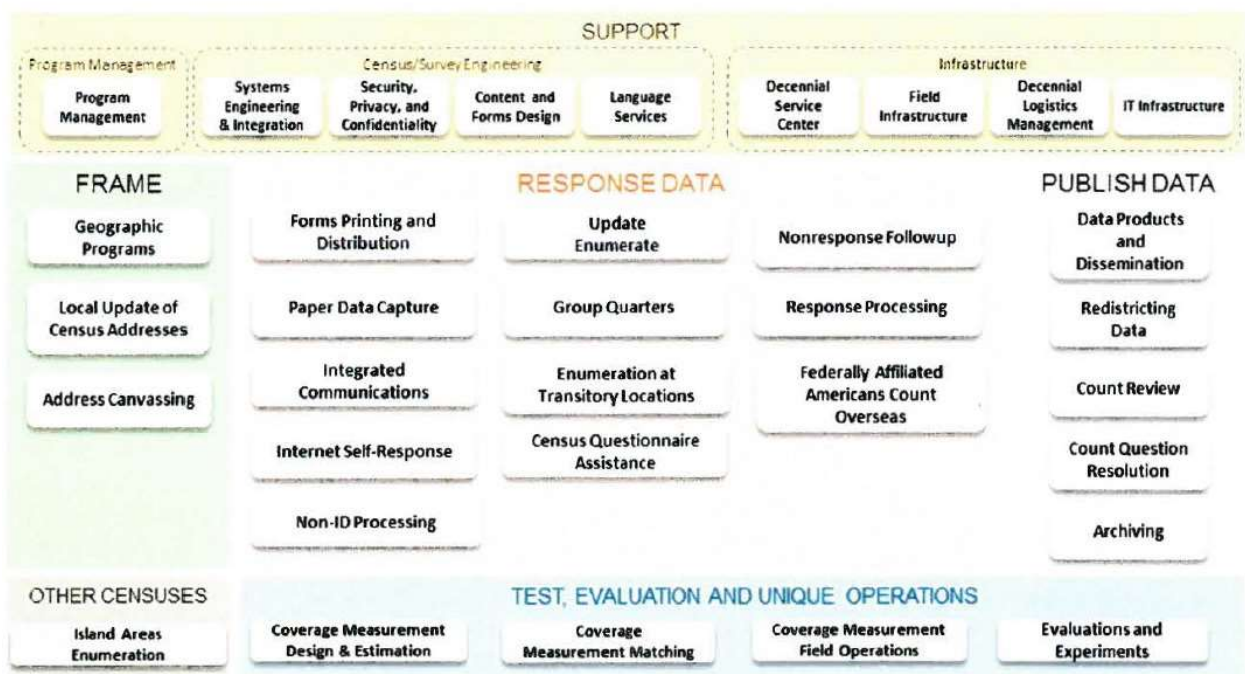 SUPPORT
Program Management
Census/Survey Engineering
Infrastructure
Program
Management
Systems
Engineering
& Integration
Security,
Privacy, and
Confidentiality
Content and
Forms Design
Language
Services
Decennial
Service
Center
Field
Infrastructure
Decennial
Logistics
Management
IT Infrastructure
FRAME
Geographic
Programs
Local Update of
Census Addresses
Address Canvassing
RESPONSE DATA
Forms Printing and
Distribution
Paper Data Capture
Integrated
Communications
Internet Self-Response
Non-ID Processing
Update
Enumerate
Group Quarters
Enumeration at
Transitory Locations
Census Questionnaire
Assistance
Nonresponse Followup
Response Processing
Federally Affiliated
Americans Count
Overseas
PUBLISH DATA
Data Products
and
Dissemination
Redistricting
Data
Count Review
Count Question
Resolution
Archiving
OTHER CENSUSES
Island Areas
Enumeration
TEST, EVALUATION AND UNIQUE OPERATIONS
Coverage Measurement
Design & Estimation
Coverage
Measurement Matching
Coverage Measurement
Field Operations
Evaluations and
Experiments